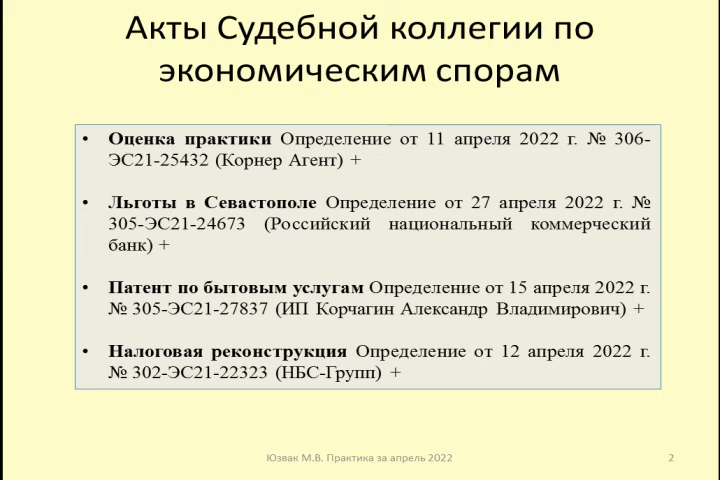 Акты Судебной коллегии по
экономическим спорам
• Оценка практики Определение от 11 апреля 2022 г. № 306-
ЭС21-25432 (Корнер Агент) +
• Льготы в Севастополе Определение от 27 апреля 2022 г. №
305-ЭС21-24673 (Российский национальный коммерческий
банк) +
• Патент по бытовым услугам Определение от 15 апреля 2022 г.
№ 305-ЭС21-27837 (ИП Корчагин Александр Владимирович) +
• Налоговая реконструкция Определение от 12 апреля 2022 г.
№ 302-ЭС21-22323 (НБС-Групп) +
Юзвак М.В. Практика за апрель 2022
2